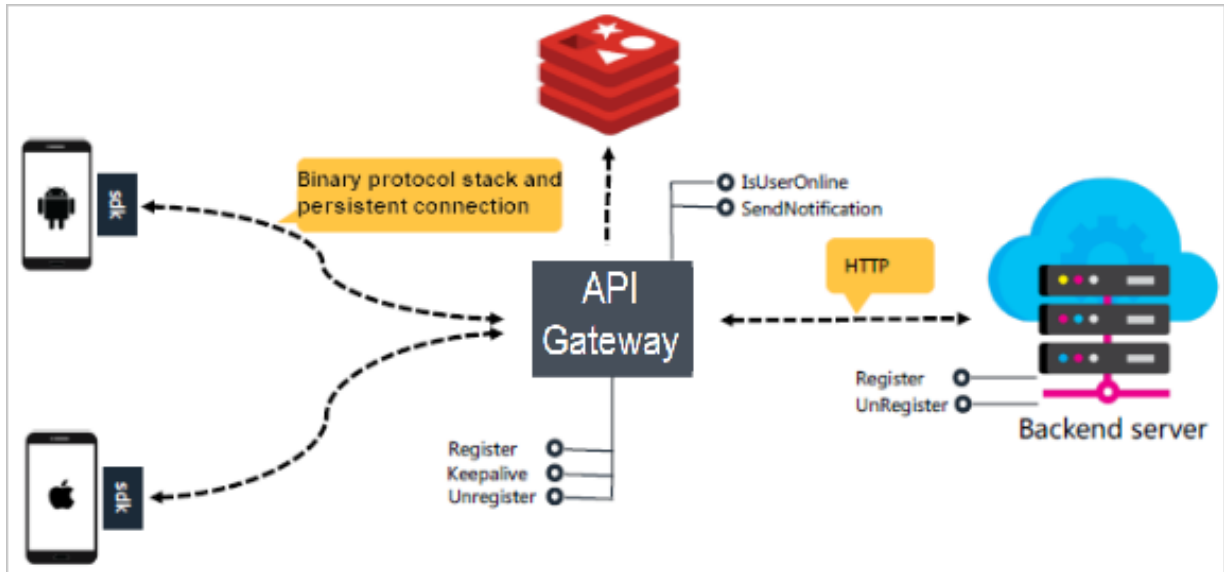 Binary protocol stack and
persistent connection
IsUserOnline
SendNotification
sdk
HTTP
API
Gateway
Register
UnRegister
Backend server
Register
Keepalive
Unregister
sdk